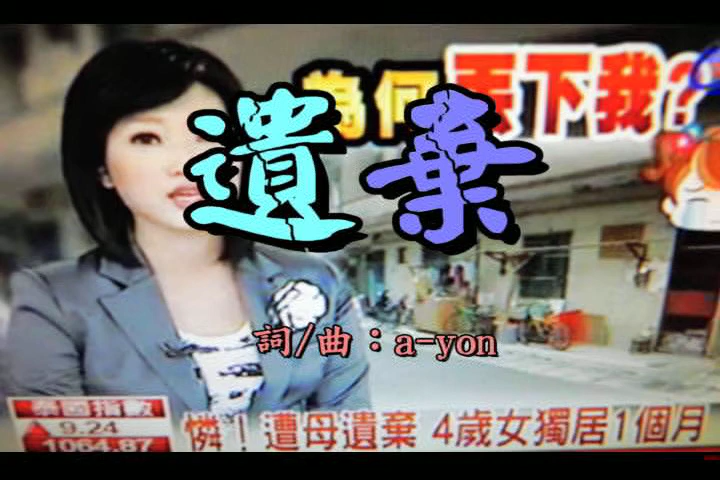 為何丟下我?
遺棄
詞/曲：a-yon
泰國指數
9.24
1064.87
憐！遭母遺棄 4歲女獨居1個月